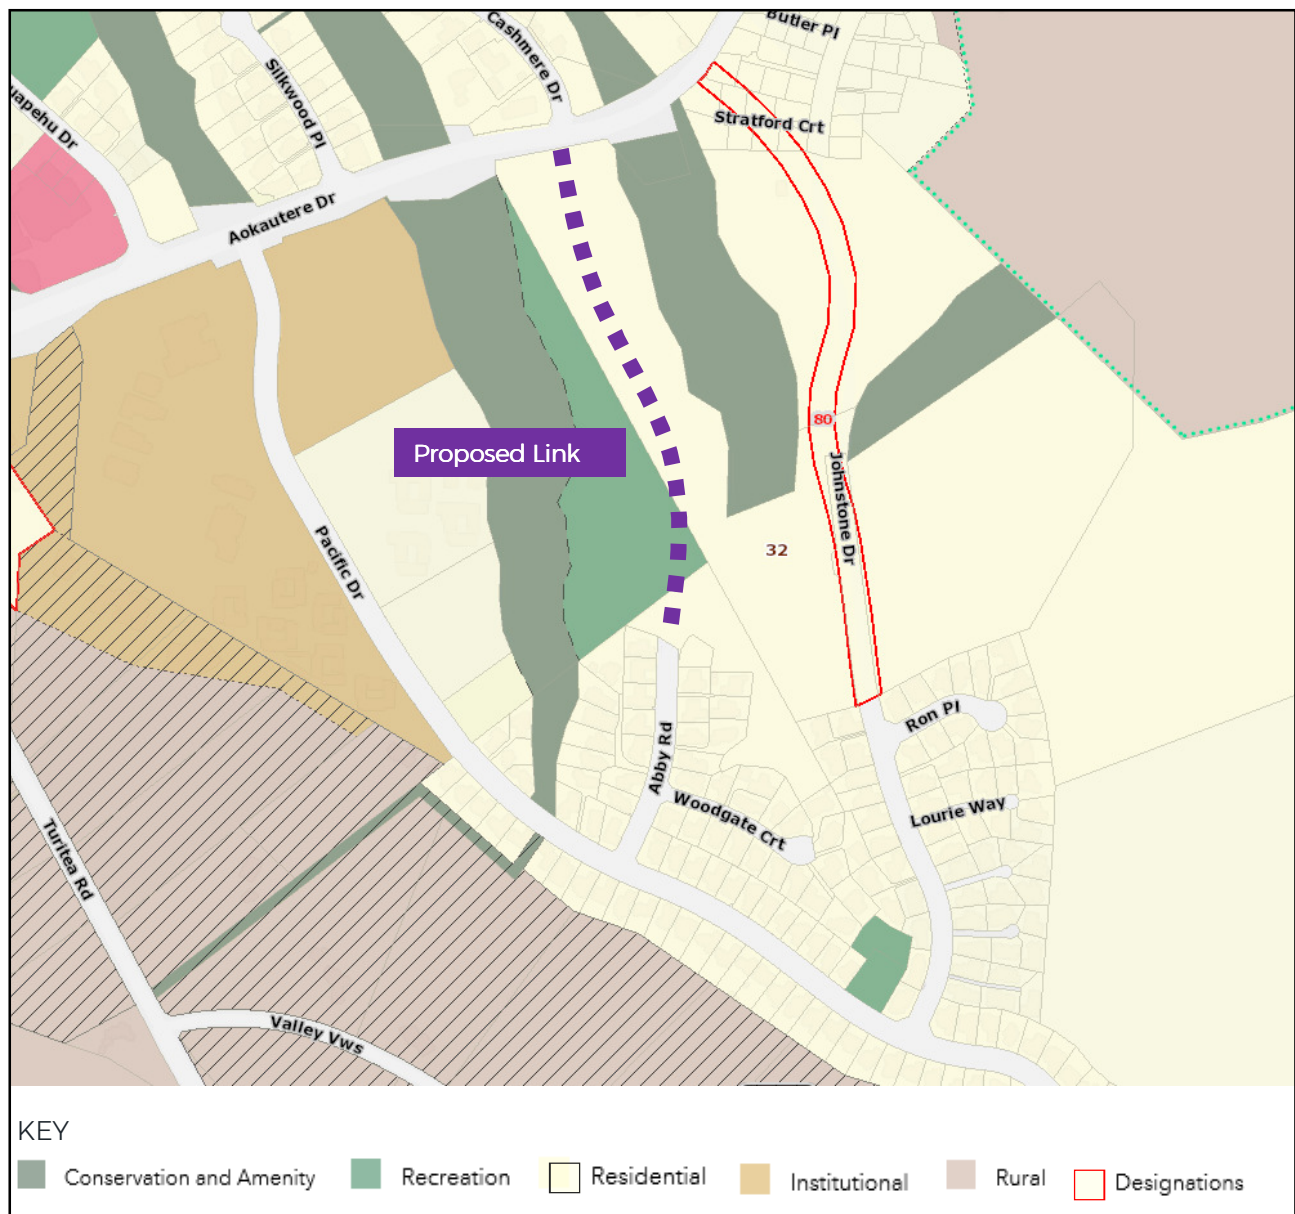 Butler Pl
Cashmere Dr
Silkwood Pl
uapehu Dr
Stratford Crt
Aokautere Dr
80
Proposed Link
Johnstone Dr
Pacific Dr
32
Ron Pl
Abby Rd
Woodgate Crt
Lourie Way
Turitea Rd
Valley Vws
KEY
Conservation and Amenity Recreation Residential Institutional Rural Designations